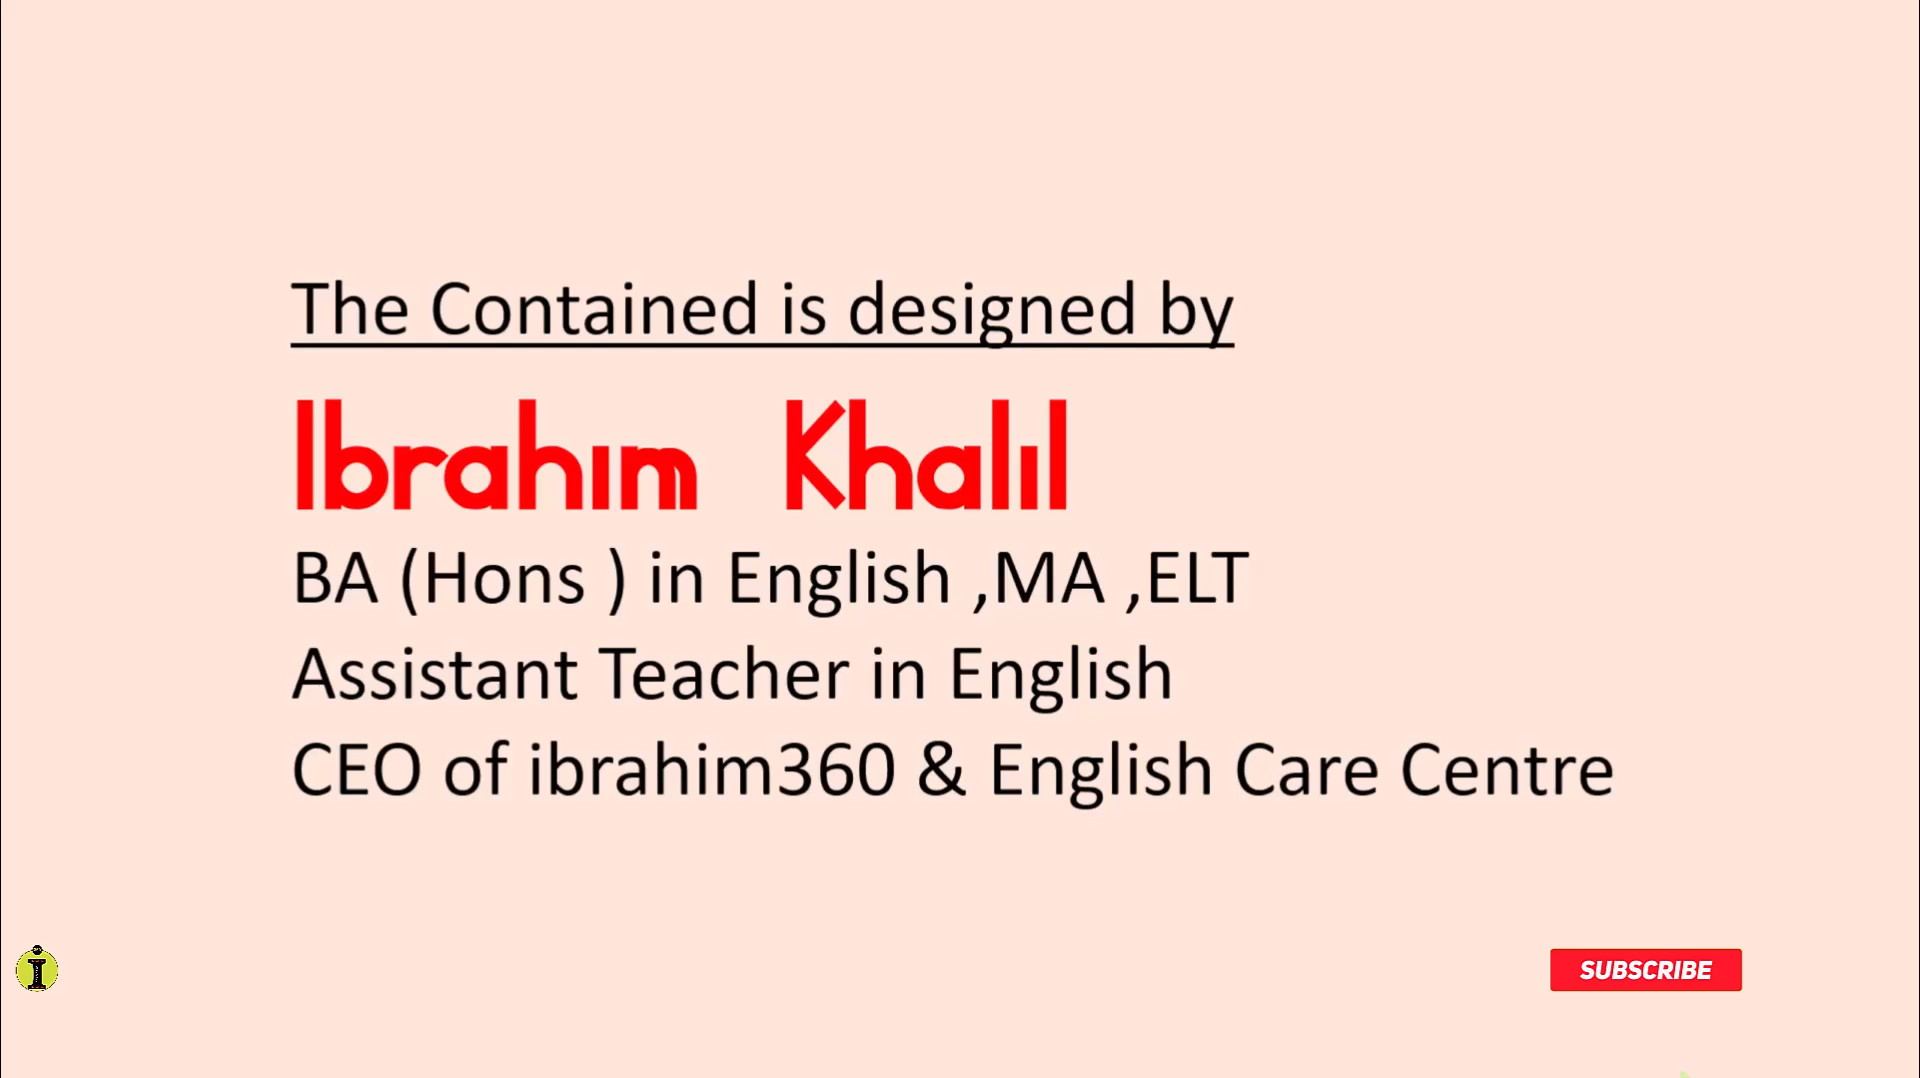 The Contained is designed by
Ibrahim Khalil
BA (Hons ) in English ,MA ,ELT
Assistant Teacher in English
CEO of ibrahim360 & English Care Centre
i
SUBSCRIBE